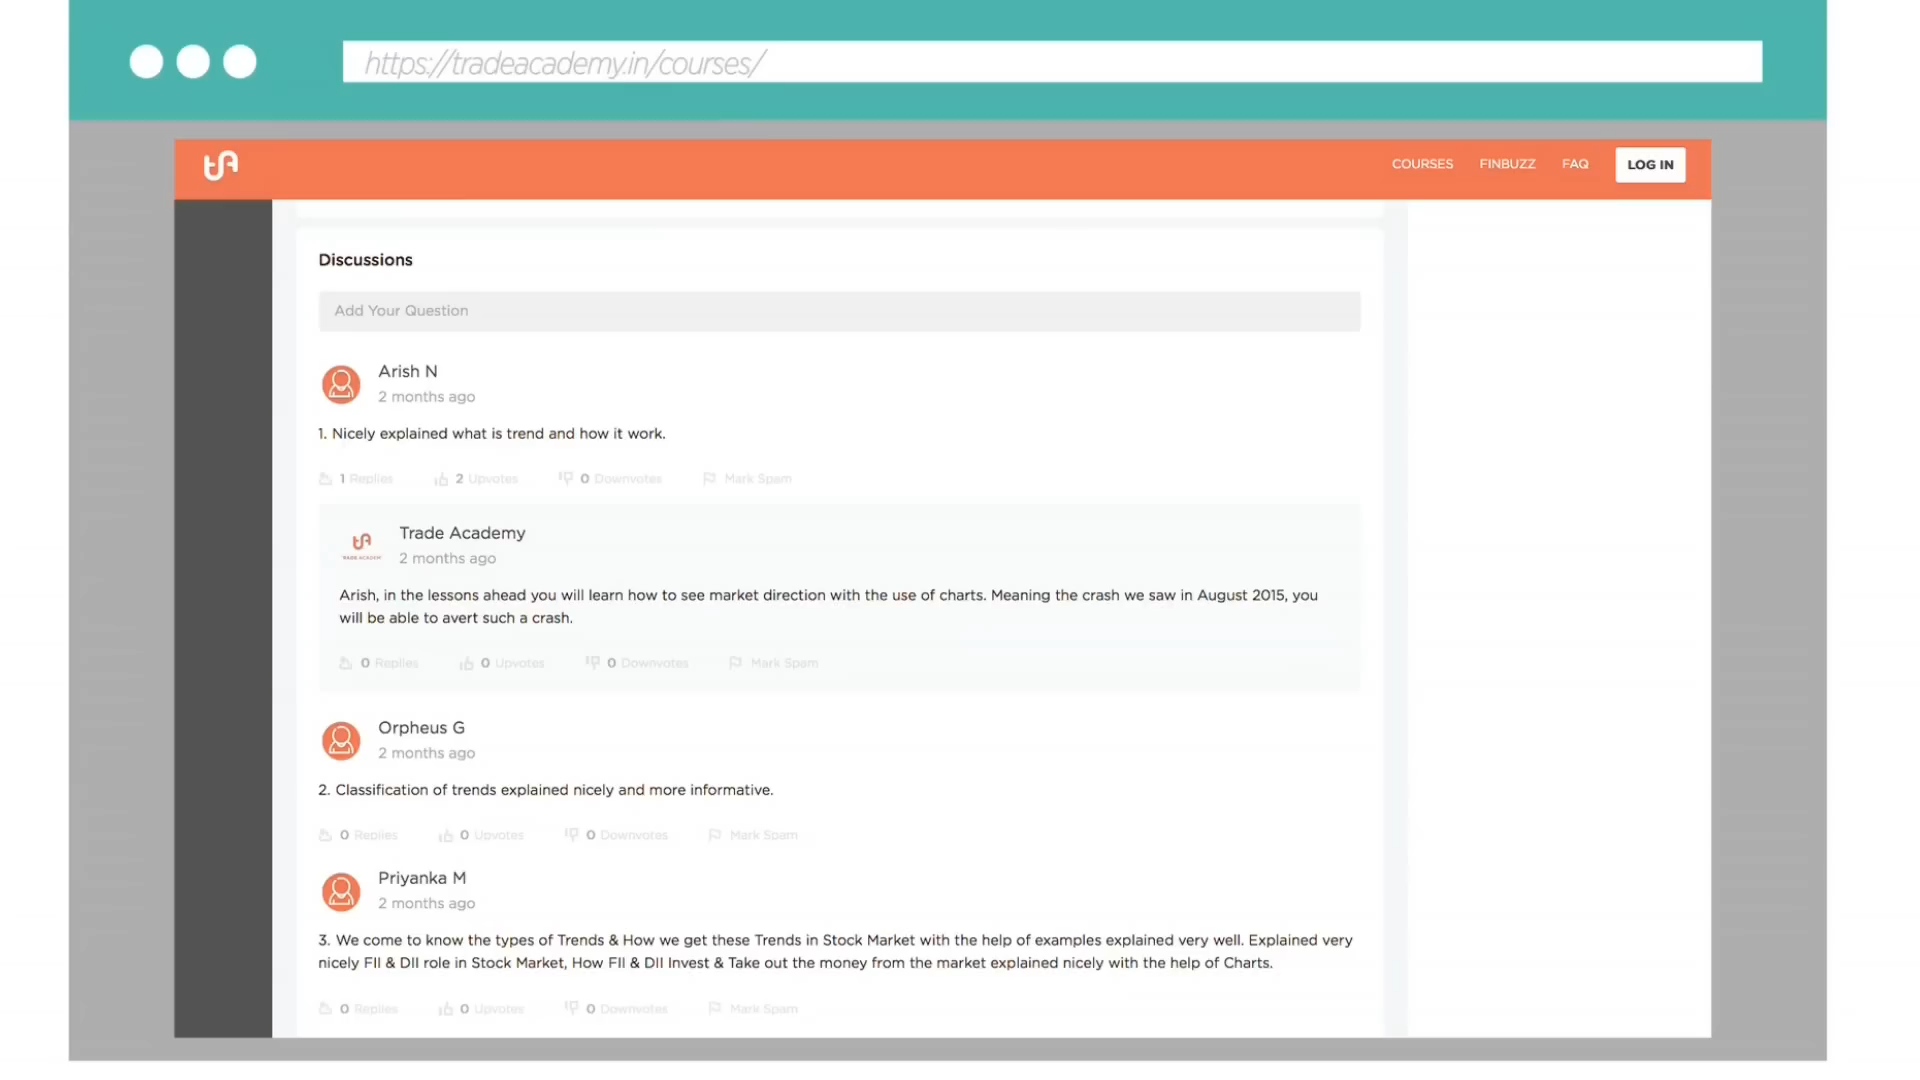 https://tradeacademy.in/courses/
tA
COURSES FINBUZZ FAQ LOG IN
Discussions
Add Your Question
Arish N
2 months ago
1. Nicely explained what is trend and how it work.
1 Replies 2 Upvotes 0 Downvotes Mark Spam
Trade Academy
tA
TRADE ACADEM
2 months ago
Arish, in the lessons ahead you will learn how to see market direction with the use of charts. Meaning the crash we saw in August 2015, you
will be able to avert such a crash.
0 Replies 0 Upvotes 0 Downvotes Mark Spam
Orpheus G
2 months ago
2. Classification of trends explained nicely and more informative.
0 Replies 0 Upvotes 0 Downvotes Mark Spam
Priyanka M
2 months ago
3. We come to know the types of Trends & How we get these Trends in Stock Market with the help of examples explained very well. Explained very
nicely FII & DII role in Stock Market, How FII & DII Invest & Take out the money from the market explained nicely with the help of Charts.
0 Replies 0 Upvotes 0 Downvotes Mark Spam